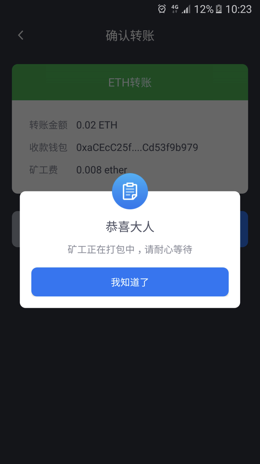 12% 10:23
确认转账
ETH转账
转账金额 0.02 ETH
收款钱包 0xaCEcC25f....Cd53f9b979
矿工费 0.008 ether
恭喜大人
矿工正在打包中，请耐心等待
我知道了